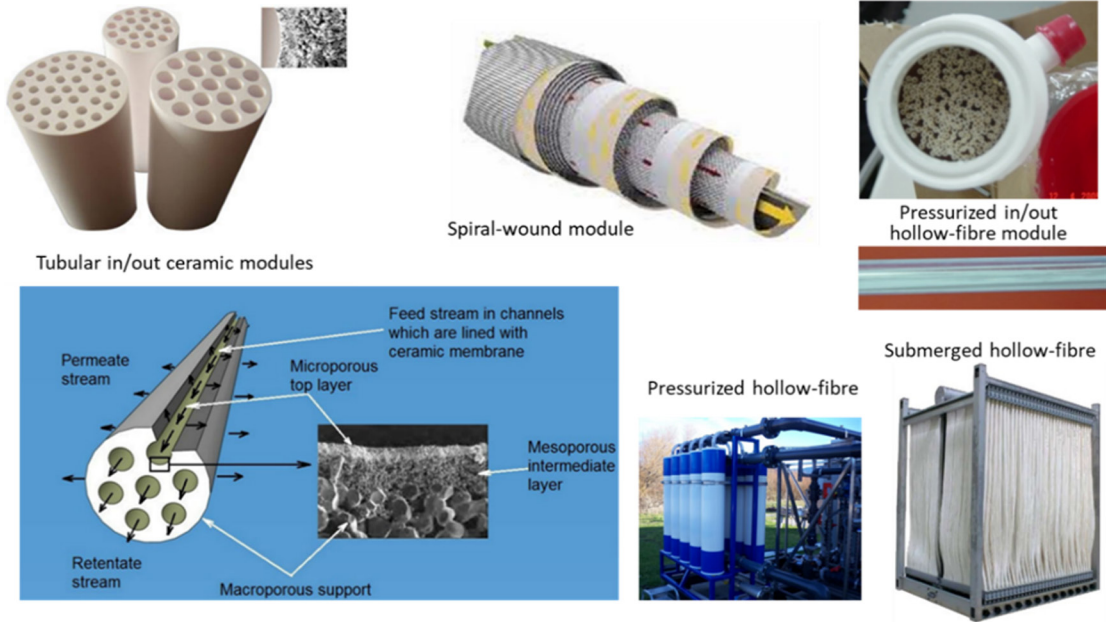 Tubular in/out ceramic modules
Spiral-wound module
Pressurized in/out
hollow-fibre module
Feed stream in channels
which are lined with
ceramic membrane
Permeate
stream
Microporous
top layer
Mesoporous
intermediate
layer
Retentate
stream
Macroporous support
Pressurized hollow-fibre
Submerged hollow-fibre